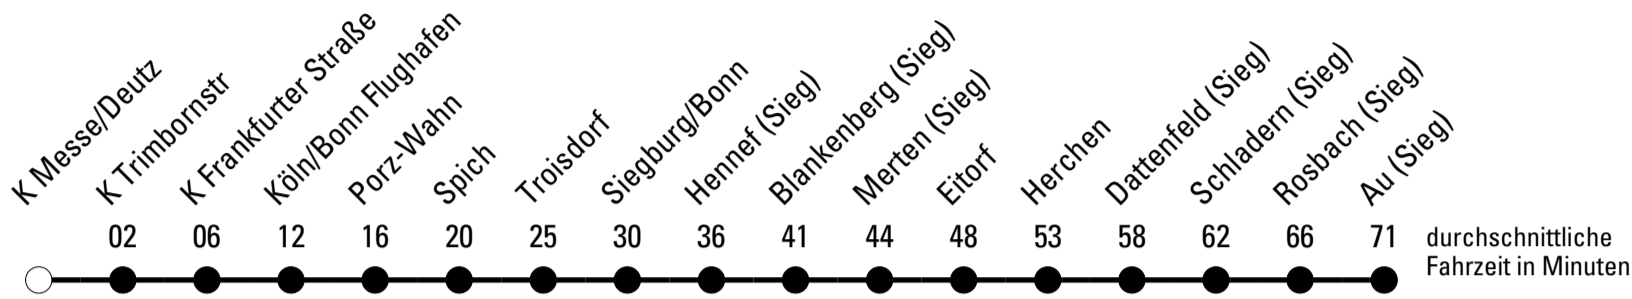 K Messe/Deutz
K Trimbornstr
K Frankfurter Straße
Köln/Bonn Flughafen
Porz-Wahn
Spich
Troisdorf
Siegburg/Bonn
Hennef (Sieg)
Blankenberg (Sieg)
Merten (Sieg)
Eitorf
Herchen
Dattenfeld (Sieg)
Schladern (Sieg)
Rosbach (Sieg)
Au (Sieg)
02 06 12 16 20 25 30 36 41 44 48 53 58 62 66 71
durchschnittliche
Fahrzeit in Minuten